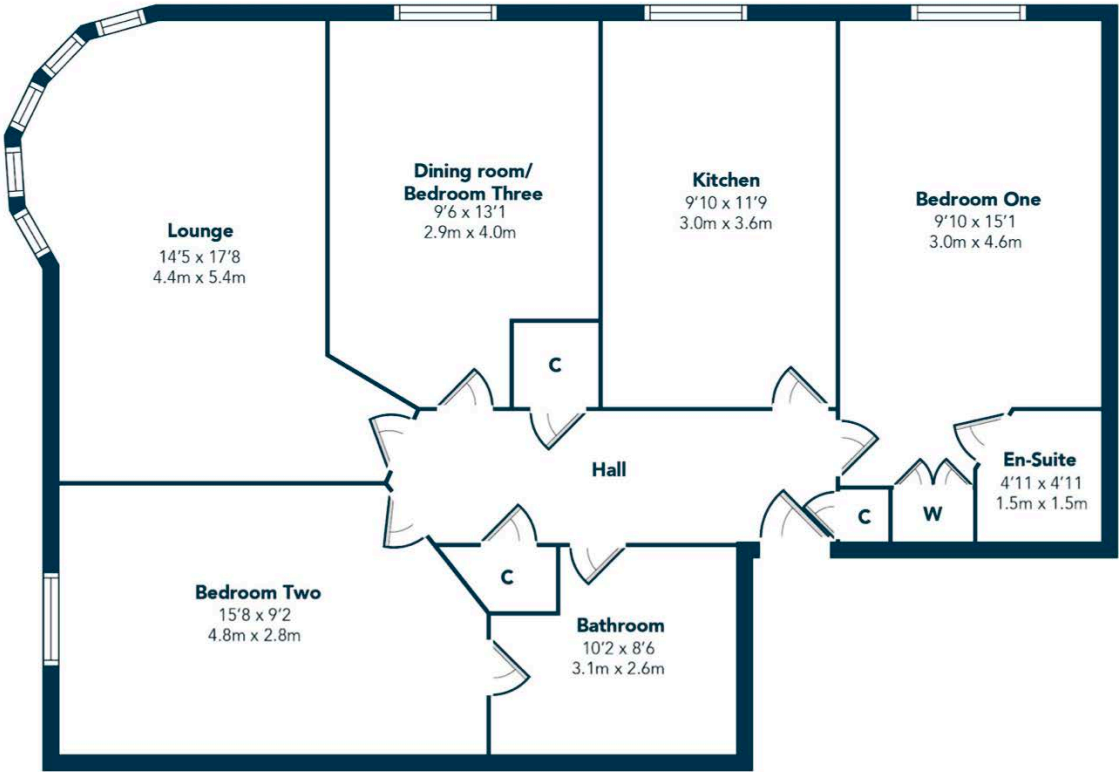 Dining room/
Bedroom Three
9'6 x 13'1
2.9m x 4.0m
Kitchen
9'10 x 11'9
3.0m x 3.6m
Bedroom One
9'10 x 15'1
3.0m x 4.6m
Lounge
14'5 x 17'8
4.4m x 5.4m
C
Hall
En-Suite
4'11 x 4'11
1.5m x 1.5m
C
W
Bedroom Two
15'8 x 9'2
4.8m x 2.8m
C
Bathroom
10'2 x 8'6
3.1m x 2.6m